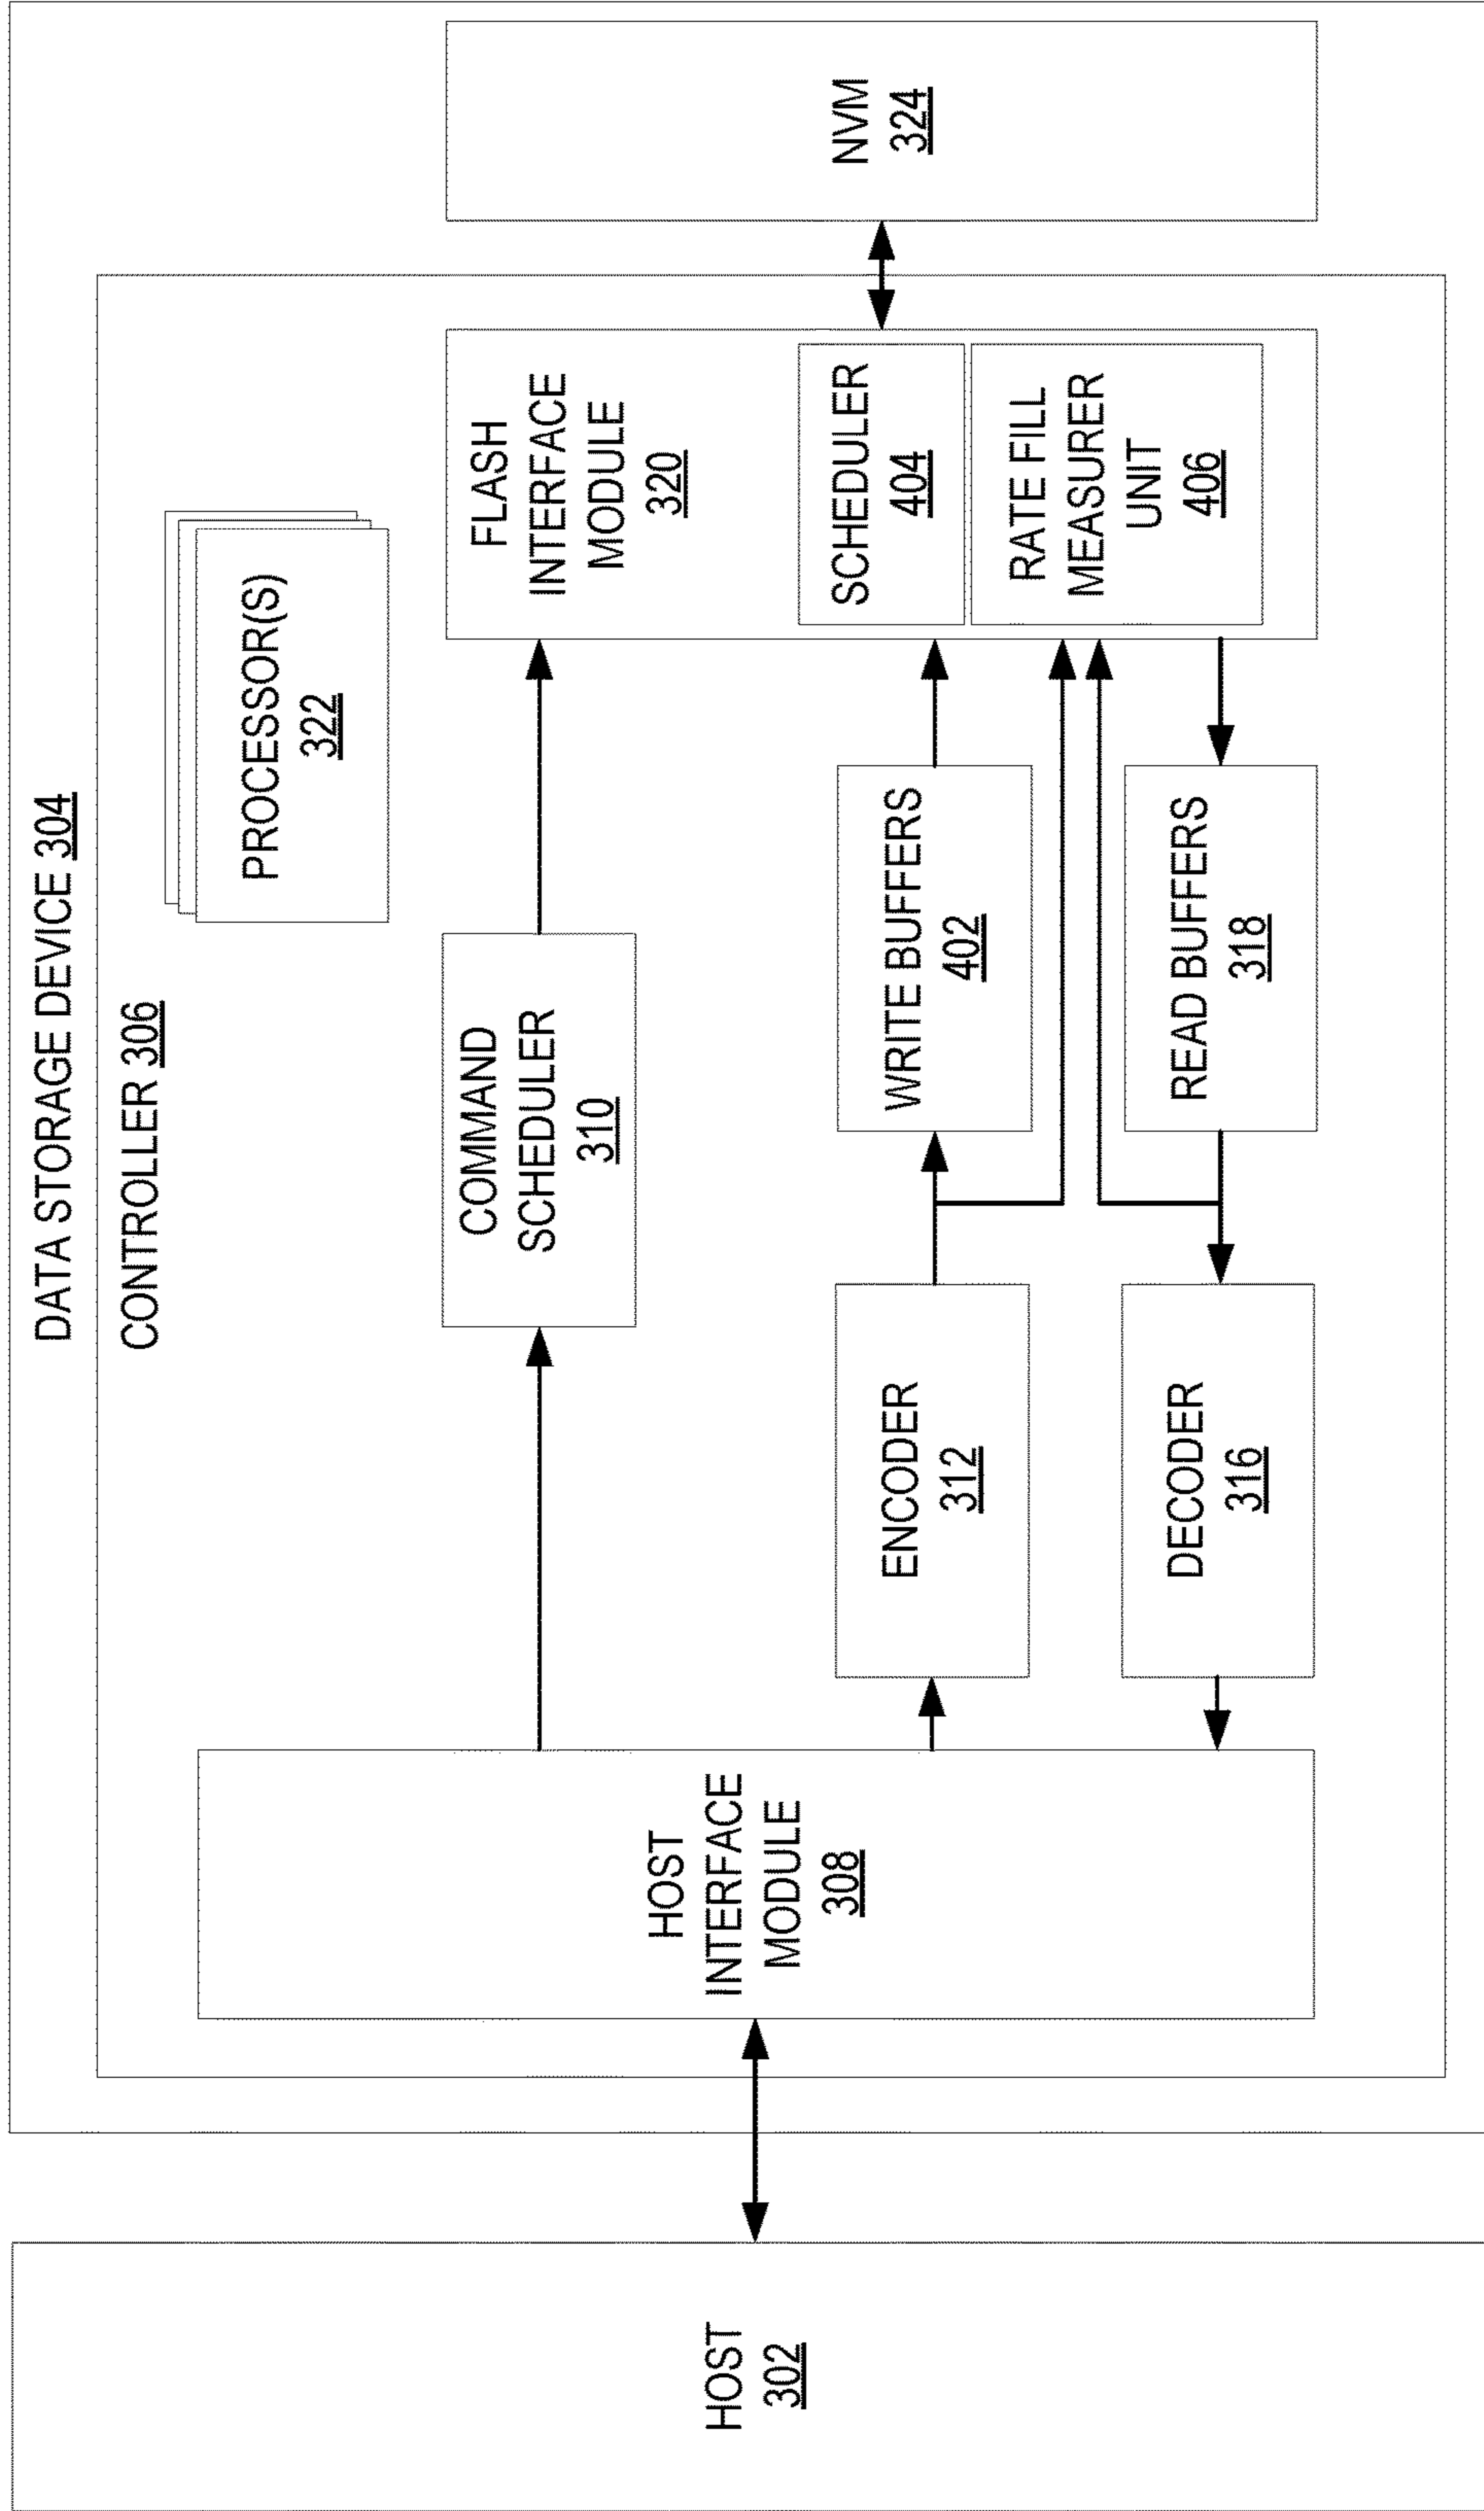 DATA STORAGE DEVICE 304
CONTROLLER 306
HOST
302
HOST
INTERFACE
MODULE
308
COMMAND
SCHEDULER
310
PROCESSOR(S)
322
ENCODER
312
WRITE BUFFERS
402
DECODER
316
READ BUFFERS
318
FLASH
INTERFACE
MODULE
320
SCHEDULER
404
RATE FILL
MEASURER
UNIT
406
NVM
324